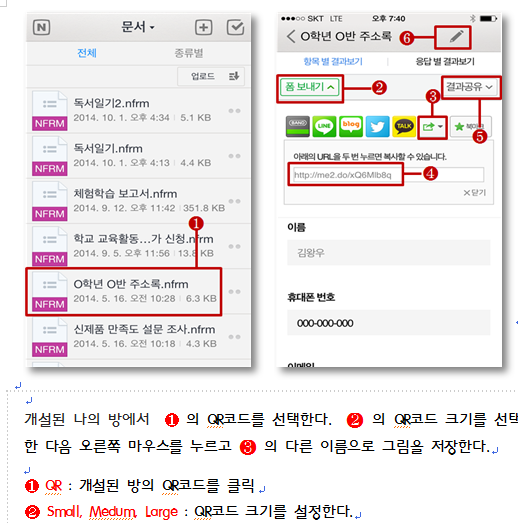 문서
전체 종류별
업로드
독서일기2.nfrm
NFRM 2014. 10. 1. 오후 4:34 5.1 KB
독서일기.nfrm
NFRM 2014. 10. 1. 오후 4:13 4.4 KB
체험학습 보고서.nfrm
NFRM 2014. 9. 12. 오후 11:42 351.8 KB
학교 교육활동...가 신청.nfrm
NFRM 2014. 9. 5. 오후 11:56 13.8 KB
1
O학년 O반 주소록.nfrm
NFRM 2014. 5. 16. 오전 10:28 6.3 KB
신제품 만족도 설문 조사.nfrm
NFRM 2014. 5. 16. 오전 10:18 4.3 KB
SKT LTE 오후 7:40
O학년 O반 주소록 6
항목 별 결과보기 응답 별 결과보기
폼 보내기 2 3 결과공유
5
BAND LINE blog TALK
아래의 URL을 두 번 누르면 복사할 수 있습니다.
http://me2.do/xQ6Mlb8q 4
×닫기
이름
김왕우
휴대폰 번호
000-000-000
개설된 나의 방에서 1 의 QR코드를 선택한다. 2 의 QR코드 크기를 선택
한 다음 오른쪽 마우스를 누르고 3 의 다른 이름으로 그림을 저장한다.
1 QR : 개설된 방의 QR코드를 클릭
2 Small, Medum, Large : QR코드 크기를 설정한다.